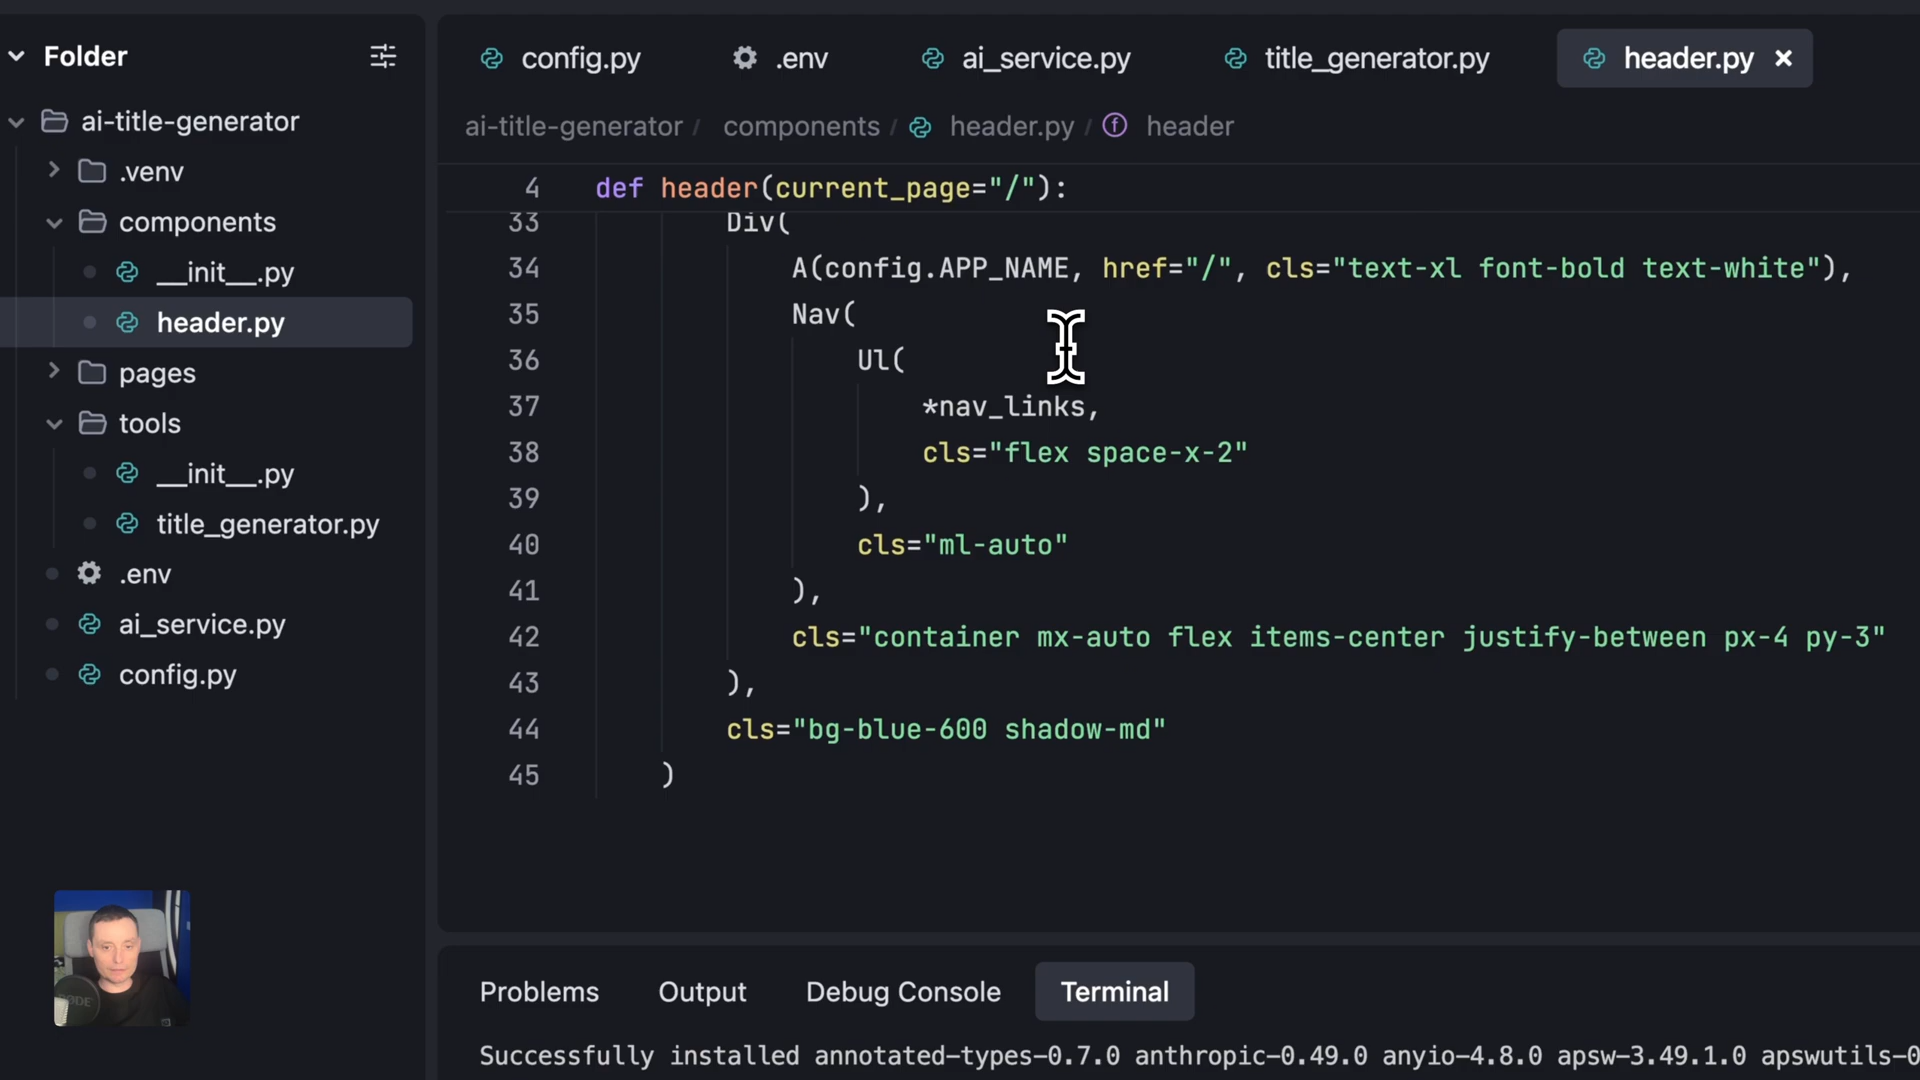 Folder
ai-title-generator
.venv
components
__init__.py
header.py
pages
tools
__init__.py
title_generator.py
.env
ai_service.py
config.py
config.py .env ai_service.py title_generator.py header.py
ai-title-generator / components / header.py / header
4 def header(current_page="/"):
33 Div(
34 A(config.APP_NAME, href="/", cls="text-xl font-bold text-white"),
35 Nav(
36 Ul(
37 *nav_links,
38 cls="flex space-x-2"
39 ),
40 cls="ml-auto"
41 ),
42 cls="container mx-auto flex items-center justify-between px-4 py-3"
43 ),
44 cls="bg-blue-600 shadow-md"
45 )
Problems Output Debug Console Terminal
Successfully installed annotated-types-0.7.0 anthropic-0.49.0 anyio-4.8.0 apsw-3.49.1.0 apswutils-0